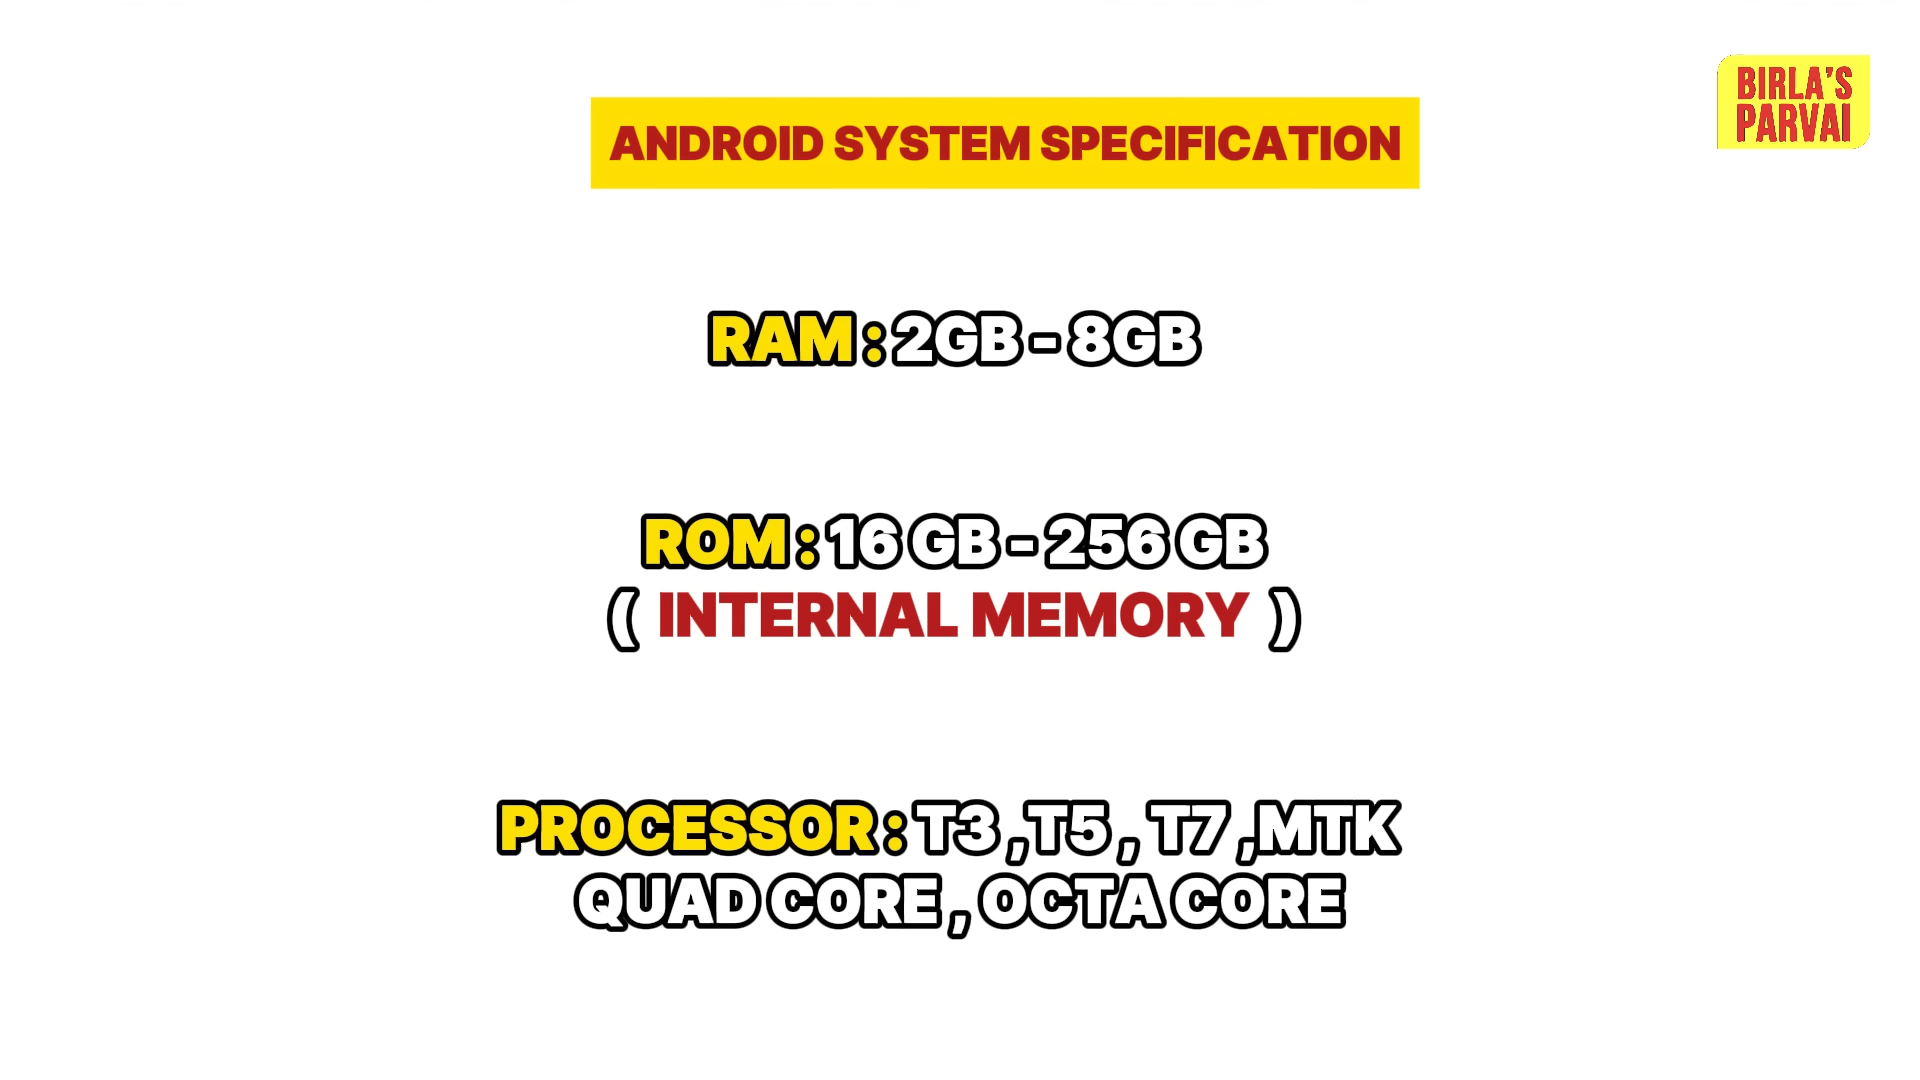 BIRLA'S
PARVAI
ANDROID SYSTEM SPECIFICATION
RAM : 2GB - 8GB
ROM : 16 GB - 256 GB
( INTERNAL MEMORY )
PROCESSOR : T3 ,T5 , T7 ,MTK
QUAD CORE , OCTA CORE